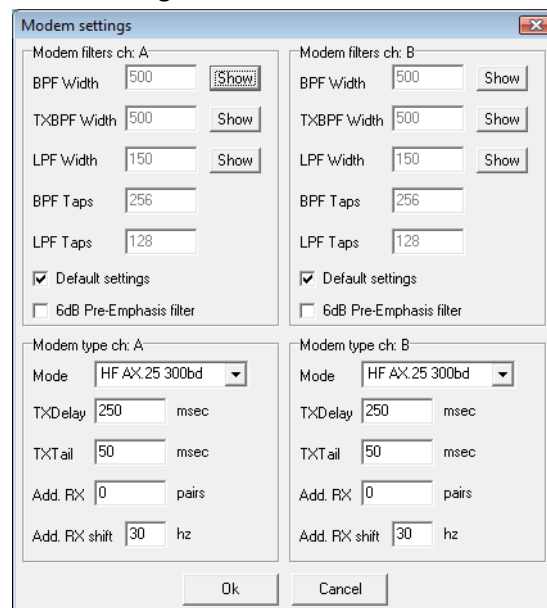 Modem settings
Modem filters ch: A
BPF Width 500 Show
TXBPF Width 500 Show
LPF Width 150 Show
BPF Taps 256
LPF Taps 128
Default settings
6dB Pre-Emphasis filter
Modem type ch: A
Mode HF AX.25 300bd
TXDelay 250 msec
TXTail 50 msec
Add. RX 0 pairs
Add. RX shift 30 hz
Modem filters ch: B
BPF Width 500 Show
TXBPF Width 500 Show
LPF Width 150 Show
BPF Taps 256
LPF Taps 128
Default settings
6dB Pre-Emphasis filter
Modem type ch: B
Mode HF AX.25 300bd
TXDelay 250 msec
TXTail 50 msec
Add. RX 0 pairs
Add. RX shift 30 hz
Ok Cancel